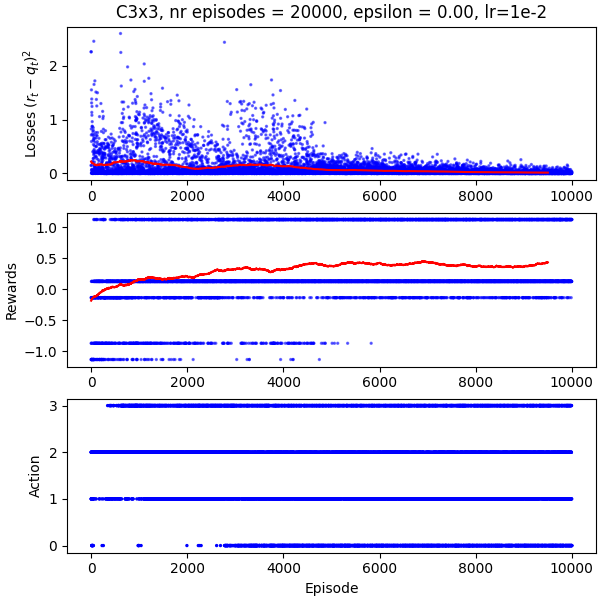 C3x3, nr episodes = 20000, epsilon = 0.00, lr=1e-2
Losses $(r_t - q_t)^2$
2
1
0
0 2000 4000 6000 8000 10000
Rewards
1.0
0.5
0.0
−0.5
−1.0
0 2000 4000 6000 8000 10000
Action
3
2
1
0
0 2000 4000 6000 8000 10000
Episode